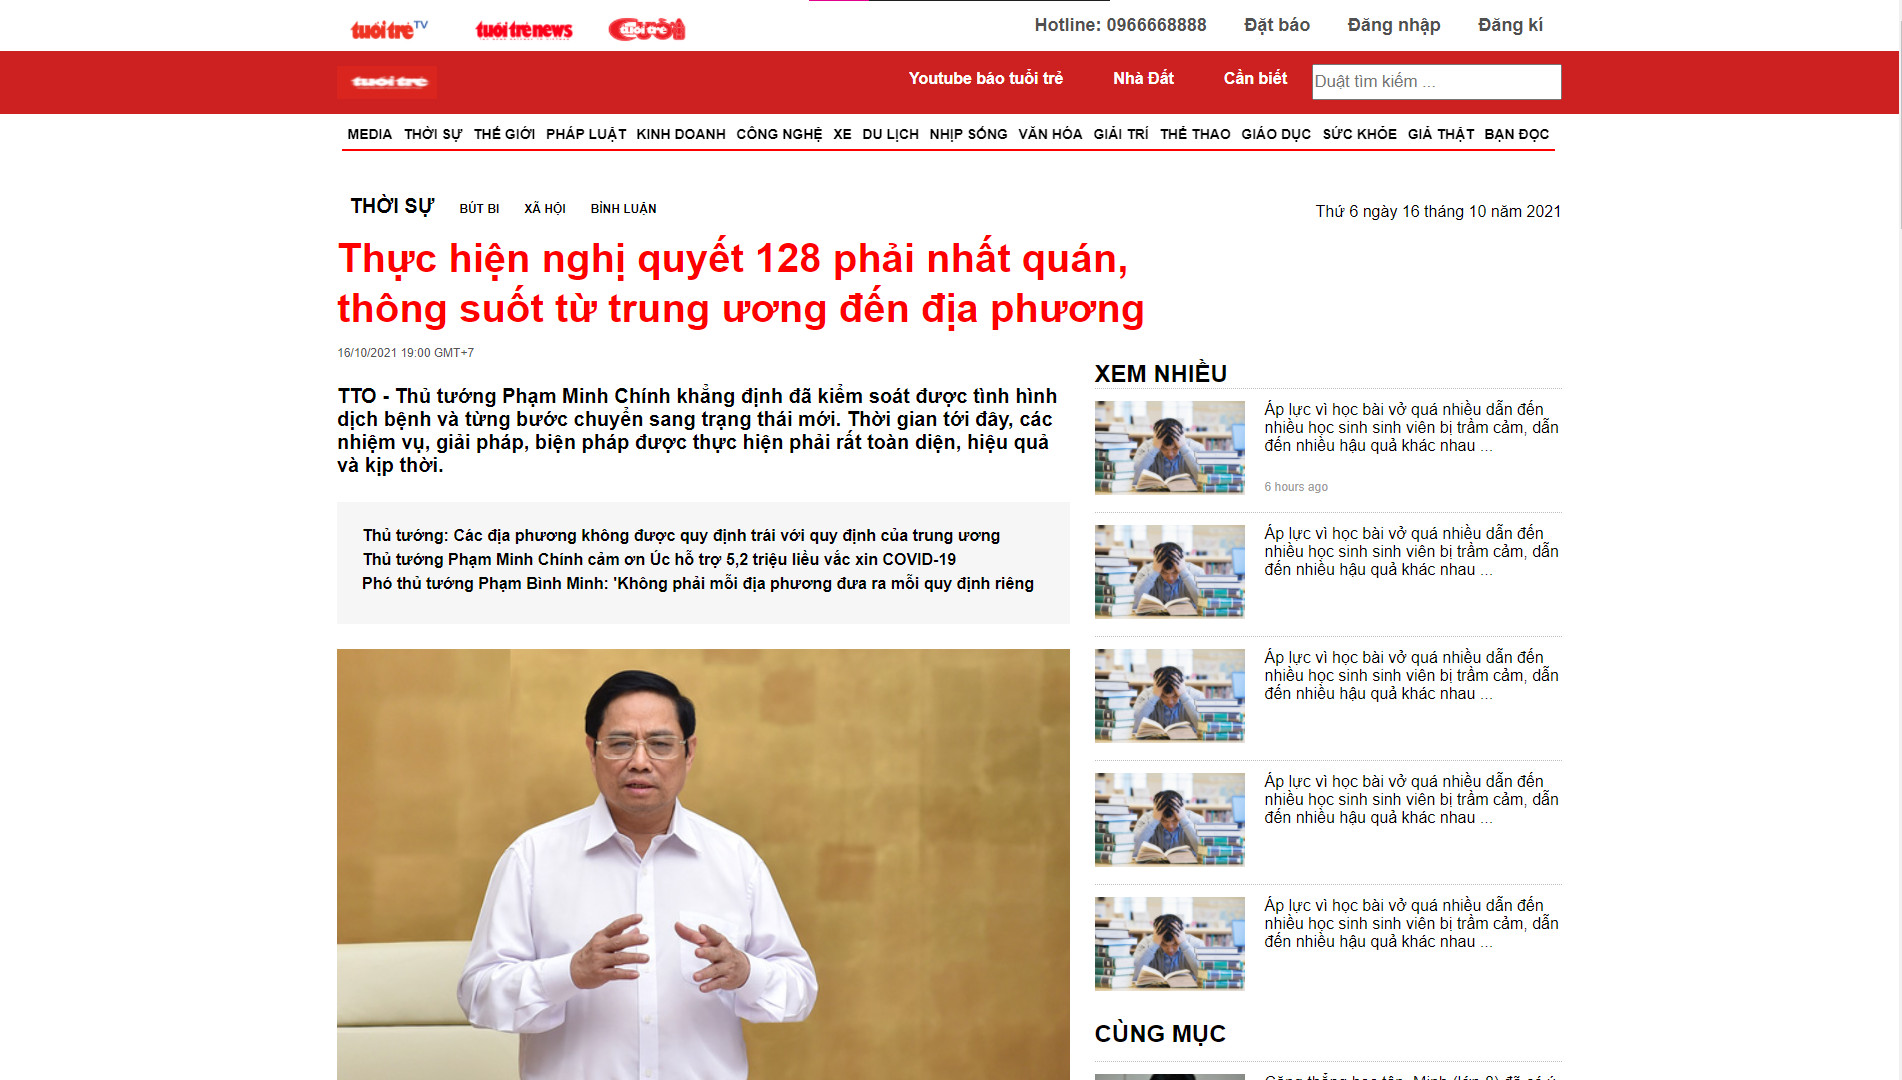 tuổi trẻ TV
tuổi trẻ news
tuổi trẻ Cười
Hotline: 0966668888 Đặt báo Đăng nhập Đăng kí
tuổi trẻ
Youtube báo tuổi trẻ Nhà Đất Cần biết Duật tìm kiếm ...
MEDIA THỜI SỰ THẾ GIỚI PHÁP LUẬT KINH DOANH CÔNG NGHỆ XE DU LỊCH NHỊP SỐNG VĂN HÓA GIẢI TRÍ THỂ THAO GIÁO DỤC SỨC KHỎE GIẢ THẬT BẠN ĐỌC
THỜI SỰ BÚT BI XÃ HỘI BÌNH LUẬN
Thứ 6 ngày 16 tháng 10 năm 2021
Thực hiện nghị quyết 128 phải nhất quán,
thông suốt từ trung ương đến địa phương
16/10/2021 19:00 GMT+7
TTO - Thủ tướng Phạm Minh Chính khẳng định đã kiểm soát được tình hình
dịch bệnh và từng bước chuyển sang trạng thái mới. Thời gian tới đây, các
nhiệm vụ, giải pháp, biện pháp được thực hiện phải rất toàn diện, hiệu quả
và kịp thời.
Thủ tướng: Các địa phương không được quy định trái với quy định của trung ương
Thủ tướng Phạm Minh Chính cảm ơn Úc hỗ trợ 5,2 triệu liều vắc xin COVID-19
Phó thủ tướng Phạm Bình Minh: 'Không phải mỗi địa phương đưa ra mỗi quy định riêng
XEM NHIỀU
Áp lực vì học bài vở quá nhiều dẫn đến
nhiều học sinh sinh viên bị trầm cảm, dẫn
đến nhiều hậu quả khác nhau ...
6 hours ago
Áp lực vì học bài vở quá nhiều dẫn đến
nhiều học sinh sinh viên bị trầm cảm, dẫn
đến nhiều hậu quả khác nhau ...
Áp lực vì học bài vở quá nhiều dẫn đến
nhiều học sinh sinh viên bị trầm cảm, dẫn
đến nhiều hậu quả khác nhau ...
Áp lực vì học bài vở quá nhiều dẫn đến
nhiều học sinh sinh viên bị trầm cảm, dẫn
đến nhiều hậu quả khác nhau ...
Áp lực vì học bài vở quá nhiều dẫn đến
nhiều học sinh sinh viên bị trầm cảm, dẫn
đến nhiều hậu quả khác nhau ...
CÙNG MỤC